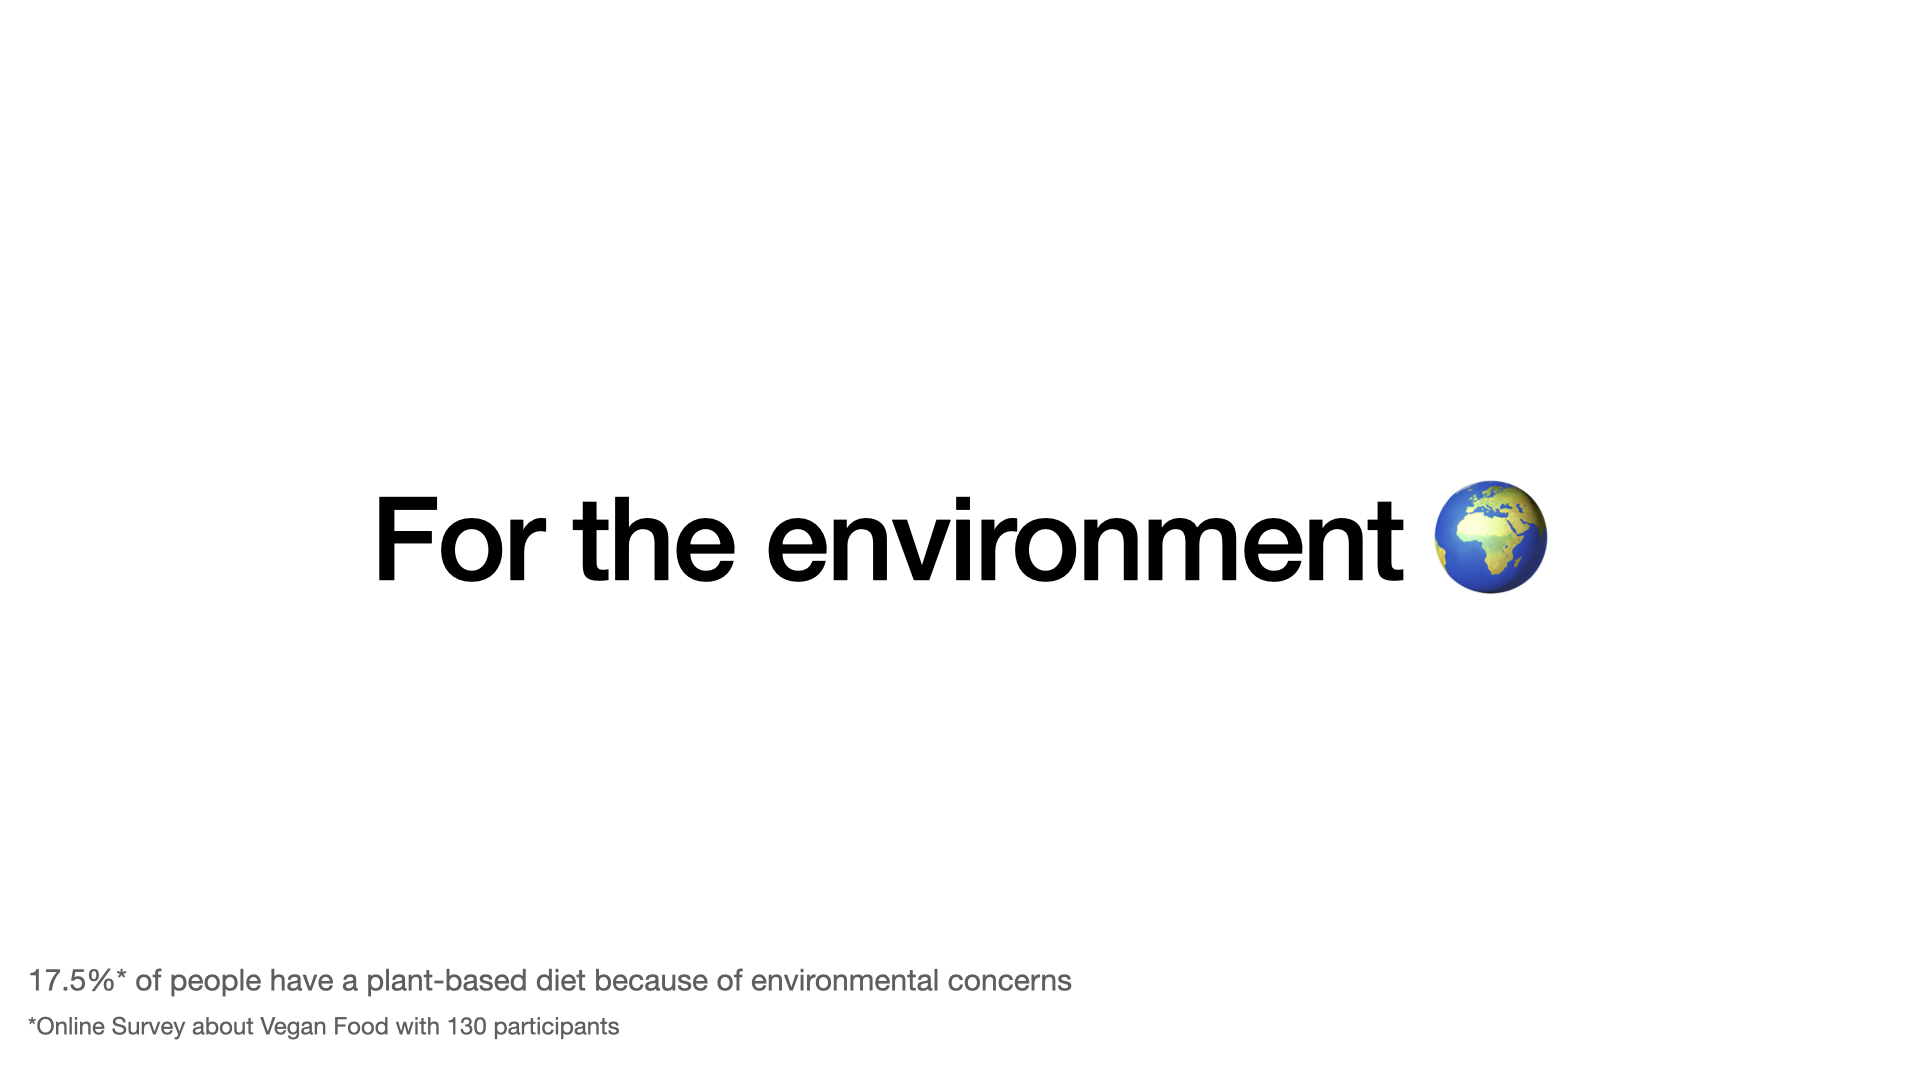 For the environment 🌍
17.5%* of people have a plant-based diet because of environmental concerns
*Online Survey about Vegan Food with 130 participants